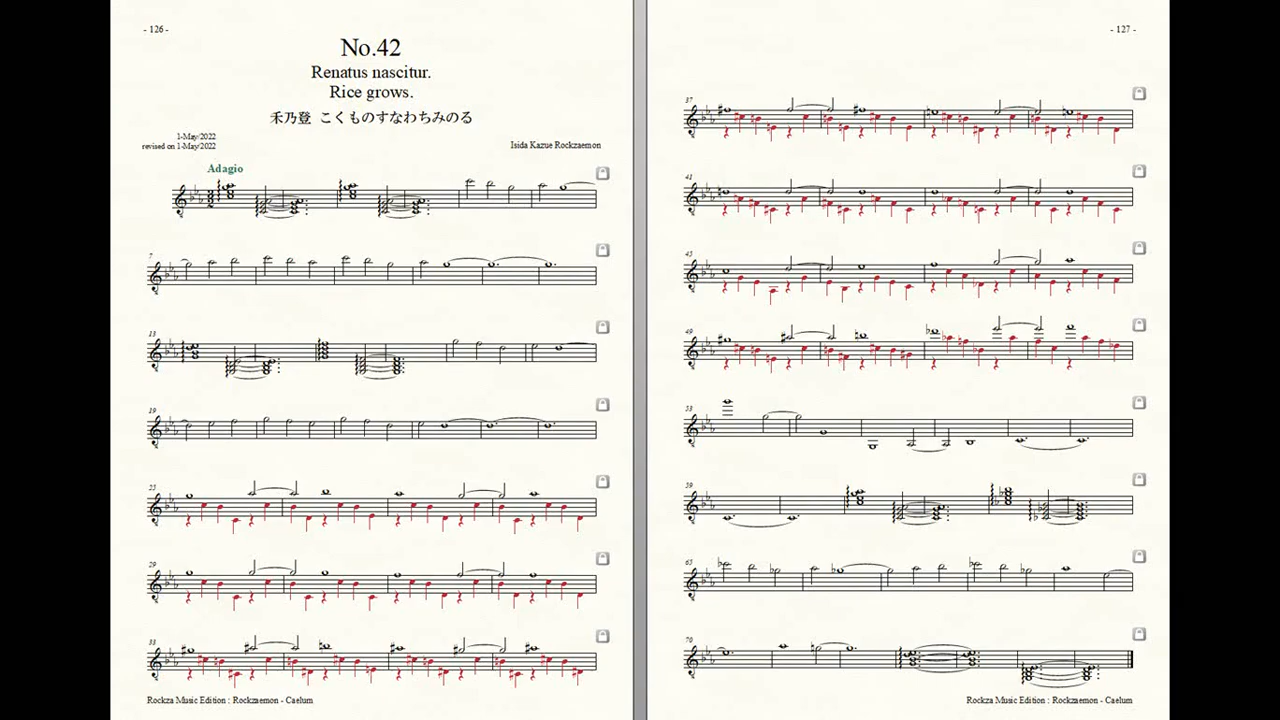 - 126 -
No.42
Renatus nascitur.
Rice grows.
禾乃登 こくものすなわちみのる
1-May/2022
revised on 1-May/2022
Isida Kazue Rockzaemon
Adagio
7
13
19
25
29
33
Rockza Music Edition : Rockzaemon - Caelum
- 127 -
37
41
45
49
53
59
65
70
Rockza Music Edition : Rockzaemon - Caelum